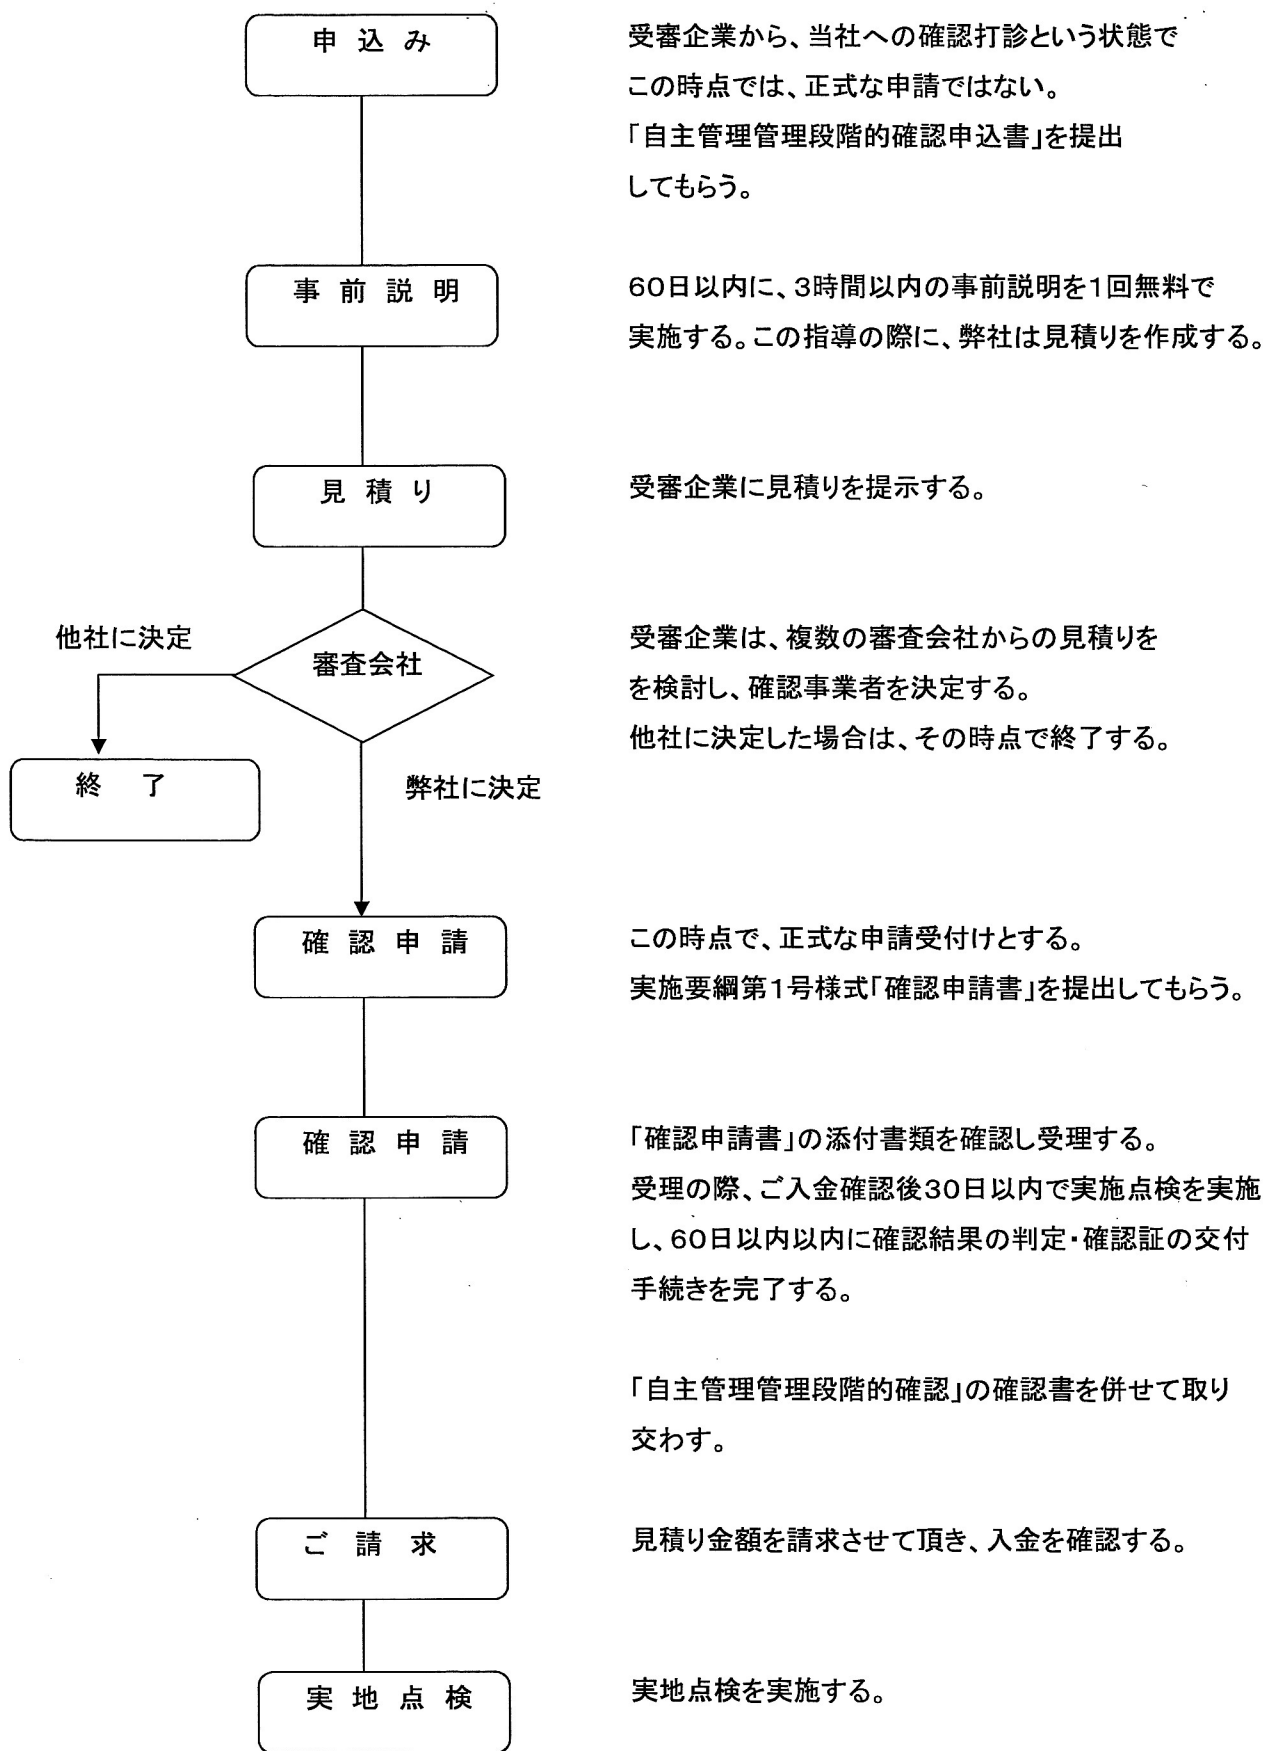 申込み
受審企業から、当社への確認打診という状態で
この時点では、正式な申請ではない。
「自主管理管理段階的確認申込書」を提出
してもらう。
事前説明
60日以内に、3時間以内の事前説明を1回無料で
実施する。この指導の際に、弊社は見積りを作成する。
見積り
受審企業に見積りを提示する。
他社に決定
審査会社
受審企業は、複数の審査会社からの見積りを
を検討し、確認事業者を決定する。
他社に決定した場合は、その時点で終了する。
終了
弊社に決定
確認申請
この時点で、正式な申請受付けとする。
実施要綱第1号様式「確認申請書」を提出してもらう。
確認申請
「確認申請書」の添付書類を確認し受理する。
受理の際、ご入金確認後30日以内で実施点検を実施
し、60日以内以内に確認結果の判定・確認証の交付
手続きを完了する。
「自主管理管理段階的確認」の確認書を併せて取り
交わす。
ご請求
見積り金額を請求させて頂き、入金を確認する。
実地点検
実地点検を実施する。